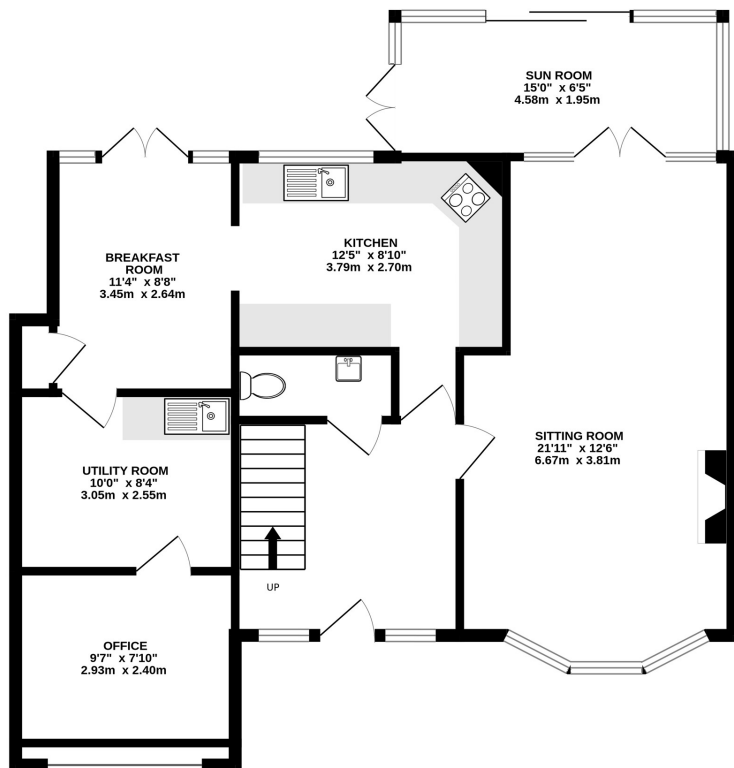 SUN ROOM
15'0" x 6'5"
4.58m x 1.95m
BREAKFAST
ROOM
11'4" x 8'8"
3.45m x 2.64m
KITCHEN
12'5" x 8'10"
3.79m x 2.70m
SITTING ROOM
21'11" x 12'6"
6.67m x 3.81m
UTILITY ROOM
10'0" x 8'4"
3.05m x 2.55m
UP
OFFICE
9'7" x 7'10"
2.93m x 2.40m